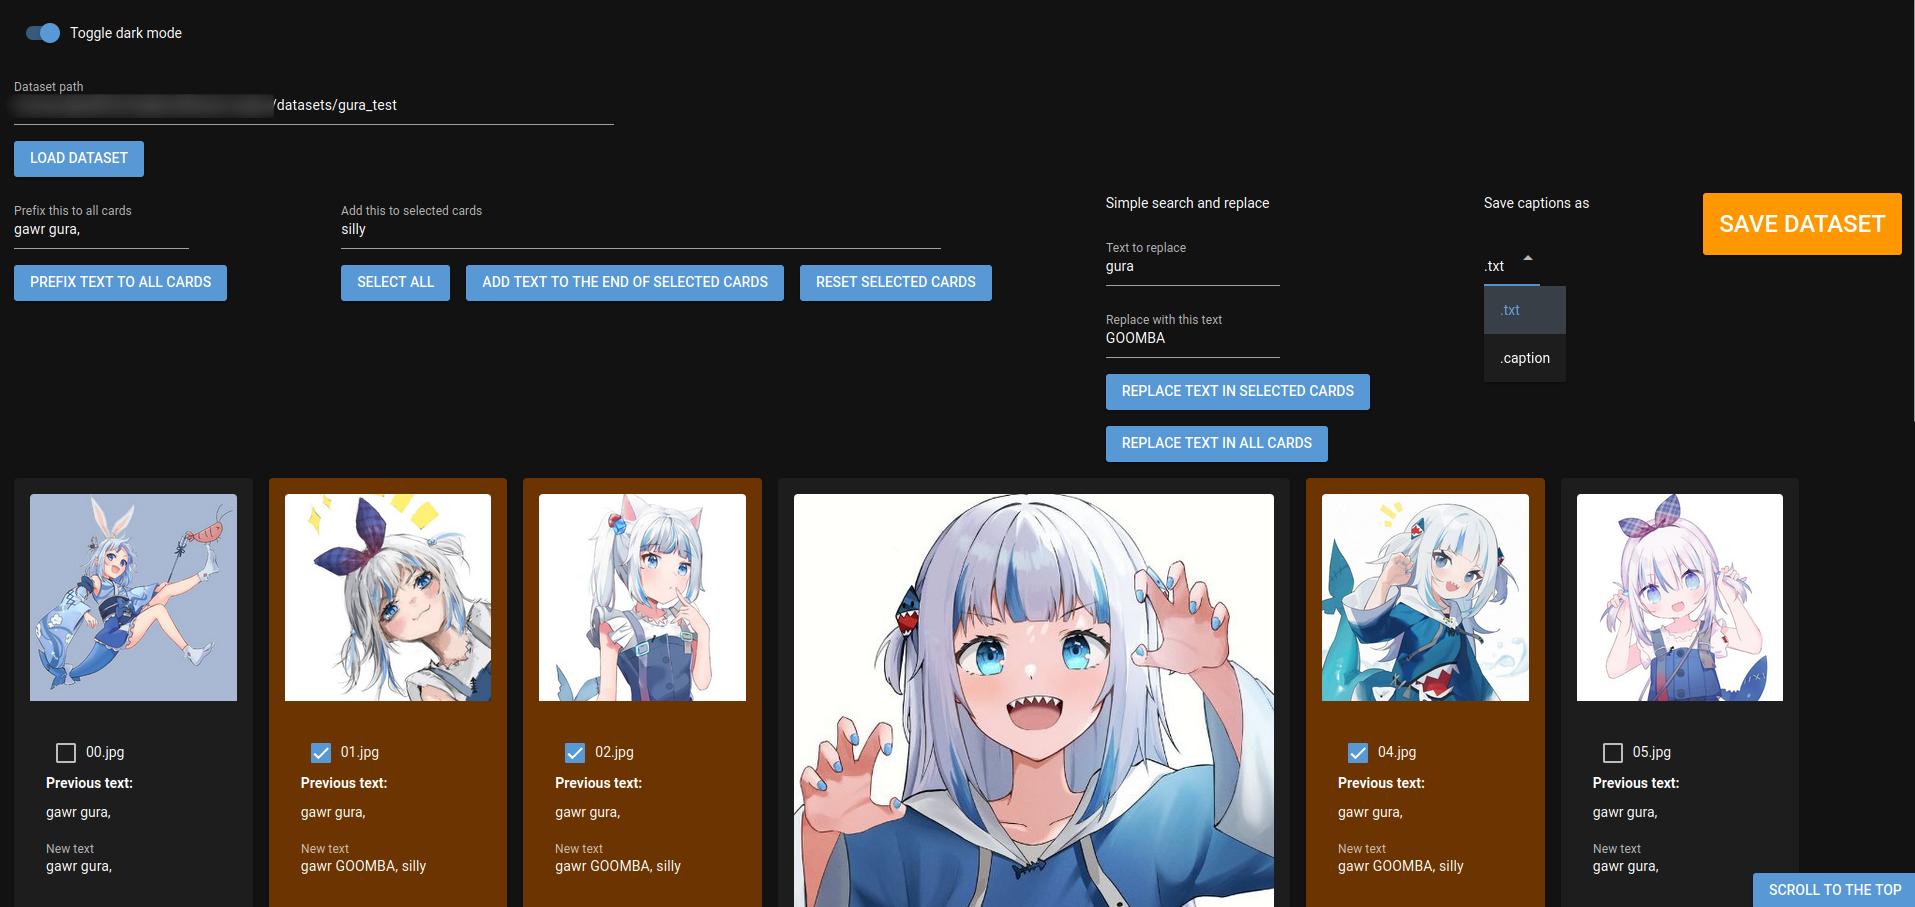 Toggle dark mode
Dataset path
/datasets/gura_test
LOAD DATASET
Prefix this to all cards
gawr gura,
PREFIX TEXT TO ALL CARDS
Add this to selected cards
silly
SELECT ALL
ADD TEXT TO THE END OF SELECTED CARDS
RESET SELECTED CARDS
Simple search and replace
Text to replace
gura
Replace with this text
GOOMBA
REPLACE TEXT IN SELECTED CARDS
REPLACE TEXT IN ALL CARDS
Save captions as
.txt
.txt
.caption
SAVE DATASET
00.jpg
Previous text:
gawr gura,
New text
gawr gura,
01.jpg
Previous text:
gawr gura,
New text
gawr GOOMBA, silly
02.jpg
Previous text:
gawr gura,
New text
gawr GOOMBA, silly
04.jpg
Previous text:
gawr gura,
New text
gawr GOOMBA, silly
05.jpg
Previous text:
gawr gura,
New text
gawr gura,
SCROLL TO THE TOP